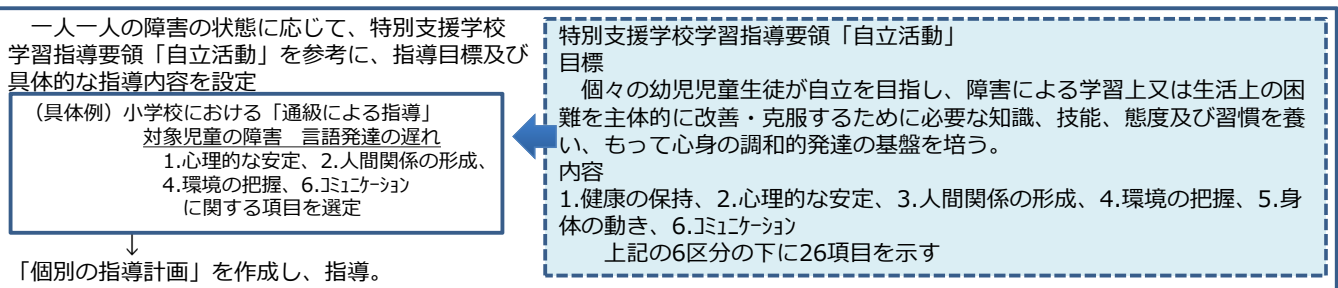 一人一人の障害の状態に応じて、特別支援学校
学習指導要領「自立活動」を参考に、指導目標及び
具体的な指導内容を設定
（具体例）小学校における「通級による指導」
対象児童の障害　言語発達の遅れ
1.心理的な安定、2.人間関係の形成、
4.環境の把握、6.ｺﾐｭﾆｹｰｼｮﾝ
に関する項目を選定
↓
「個別の指導計画」を作成し、指導。
特別支援学校学習指導要領「自立活動」
目標
個々の幼児児童生徒が自立を目指し、障害による学習上又は生活上の困
難を主体的に改善・克服するために必要な知識、技能、態度及び習慣を養
い、もって心身の調和的発達の基盤を培う。
内容
1.健康の保持、2.心理的な安定、3.人間関係の形成、4.環境の把握、5.身
体の動き、6.ｺﾐｭﾆｹｰｼｮﾝ
上記の6区分の下に26項目を示す